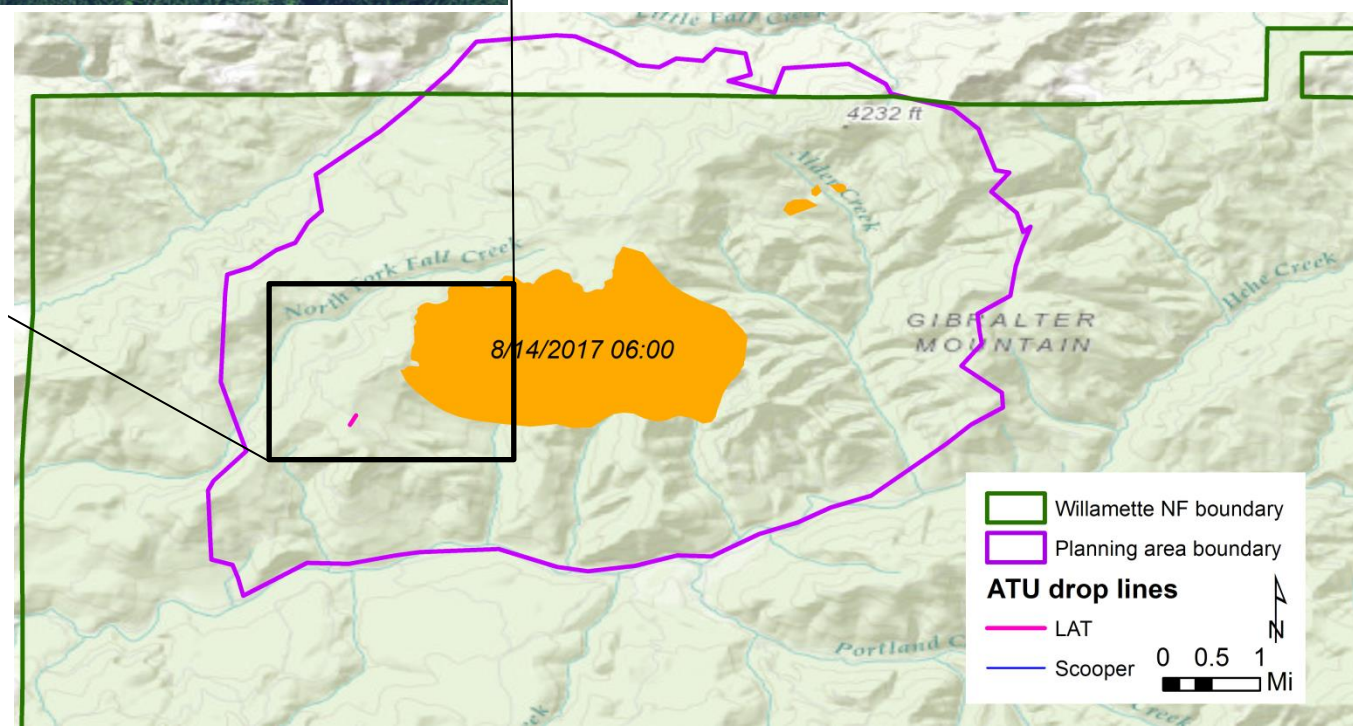 Little Fall Creek
4232 ft
Alder Creek
North Fork Fall Creek
Hehe Creek
GIBRALTER
MOUNTAIN
8/14/2017 06:00
Willamette NF boundary
Planning area boundary
ATU drop lines
LAT
Scooper
N
0 0.5 1
Mi
Portland C